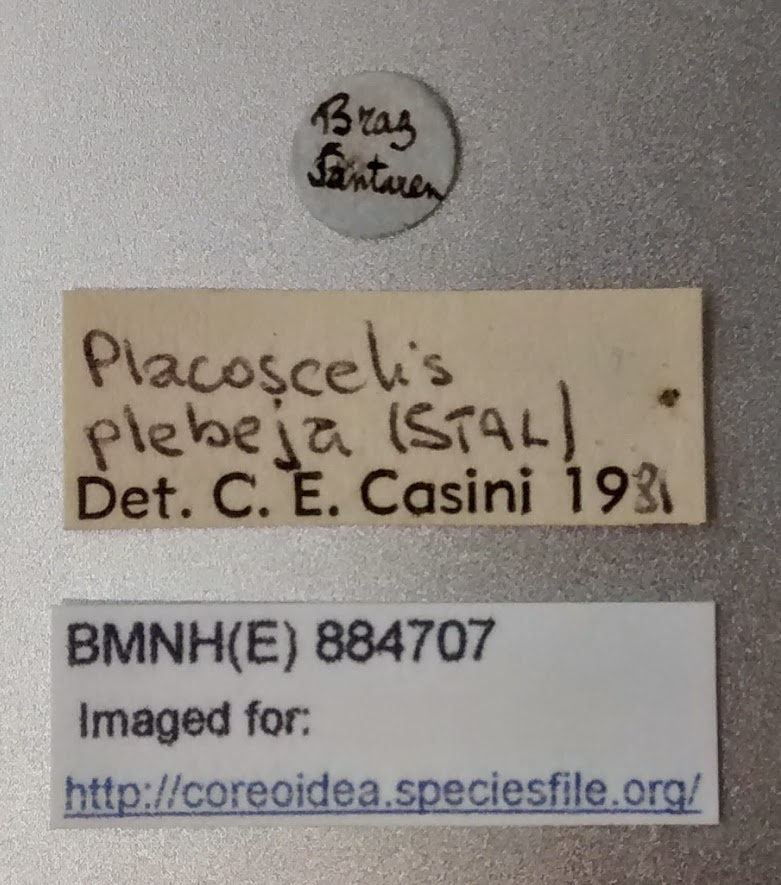 Braz
Santarem
Placoscelis
plebeja (STAL)
Det. C. E. Casini 1981
BMNH(E) 884707
Imaged for:
http://coreoidea.speciesfile.org/